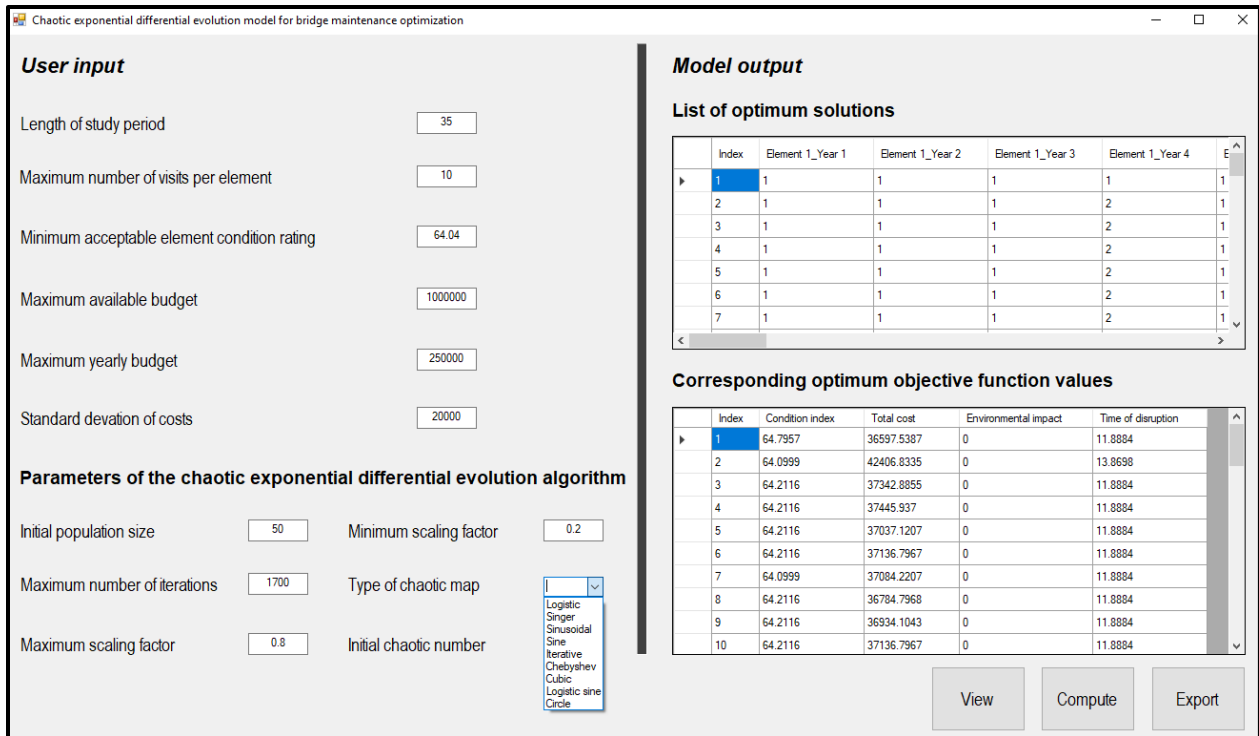 Chaotic exponential differential evolution model for bridge maintenance optimization
User input
Length of study period 35
Maximum number of visits per element 10
Minimum acceptable element condition rating 64.04
Maximum available budget 1000000
Maximum yearly budget 250000
Standard devation of costs 20000
Parameters of the chaotic exponential differential evolution algorithm
Initial population size 50 Minimum scaling factor 0.2
Maximum number of iterations 1700 Type of chaotic map
Logistic
Singer
Sinusoidal
Sine
Iterative
Chebyshev
Cubic
Logistic sine
Circle
Maximum scaling factor 0.8 Initial chaotic number
Model output
List of optimum solutions
Index Element 1_Year 1 Element 1_Year 2 Element 1_Year 3 Element 1_Year 4 E
1 1 1 1 1 1
2 1 1 1 2 1
3 1 1 1 2 1
4 1 1 1 2 1
5 1 1 1 2 1
6 1 1 1 2 1
7 1 1 1 2 1
Corresponding optimum objective function values
Index Condition index Total cost Environmental impact Time of disruption
1 64.7957 36597.5387 0 11.8884
2 64.0999 42406.8335 0 13.8698
3 64.2116 37342.8855 0 11.8884
4 64.2116 37445.937 0 11.8884
5 64.2116 37037.1207 0 11.8884
6 64.2116 37136.7967 0 11.8884
7 64.0999 37084.2207 0 11.8884
8 64.2116 36784.7968 0 11.8884
9 64.2116 36934.1043 0 11.8884
10 64.2116 37136.7967 0 11.8884
View Compute Export